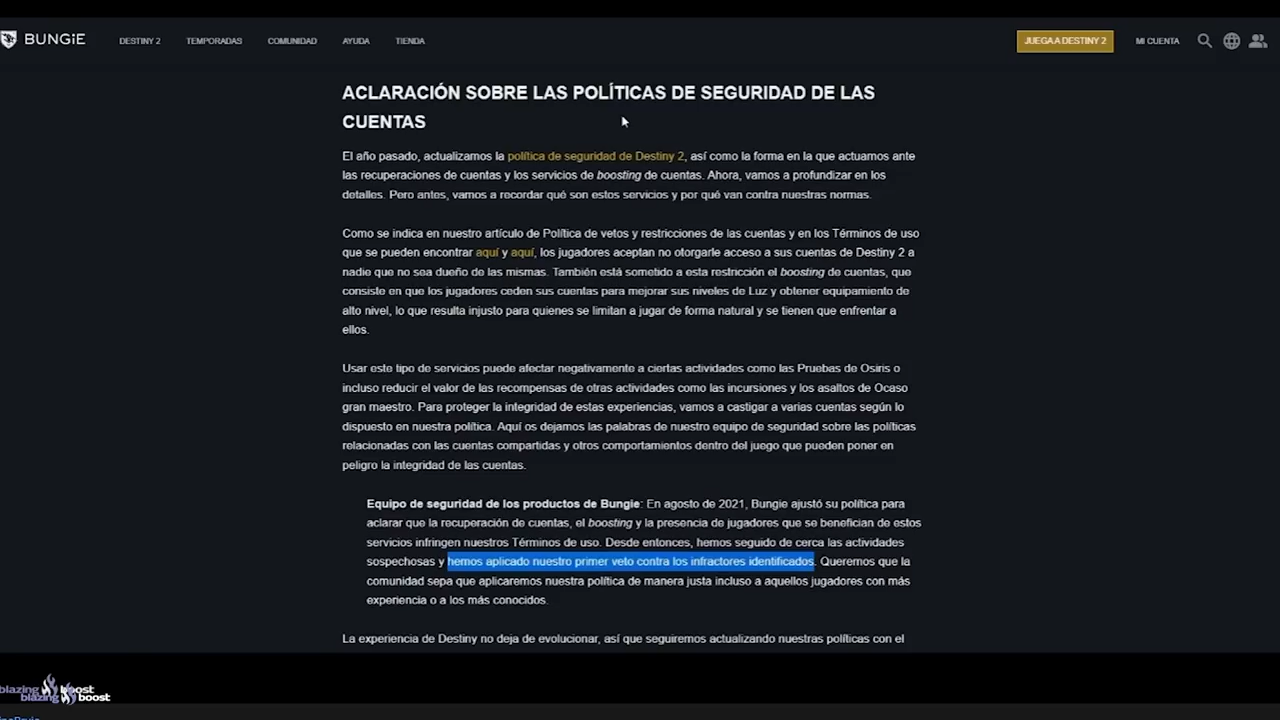 BUNGiE
DESTINY 2
TEMPORADAS
COMUNIDAD
AYUDA
TIENDA
JUEGA A DESTINY 2
MI CUENTA
ACLARACIÓN SOBRE LAS POLÍTICAS DE SEGURIDAD DE LAS
CUENTAS
El año pasado, actualizamos la política de seguridad de Destiny 2, así como la forma en la que actuamos ante
las recuperaciones de cuentas y los servicios de boosting de cuentas. Ahora, vamos a profundizar en los
detalles. Pero antes, vamos a recordar qué son estos servicios y por qué van contra nuestras normas.
Como se indica en nuestro artículo de Política de vetos y restricciones de las cuentas y en los Términos de uso
que se pueden encontrar aquí y aquí, los jugadores aceptan no otorgarle acceso a sus cuentas de Destiny 2 a
nadie que no sea dueño de las mismas. También está sometido a esta restricción el boosting de cuentas, que
consiste en que los jugadores ceden sus cuentas para mejorar sus niveles de Luz y obtener equipamiento de
alto nivel, lo que resulta injusto para quienes se limitan a jugar de forma natural y se tienen que enfrentar a
ellos.
Usar este tipo de servicios puede afectar negativamente a ciertas actividades como las Pruebas de Osiris o
incluso reducir el valor de las recompensas de otras actividades como las incursiones y los asaltos de Ocaso
gran maestro. Para proteger la integridad de estas experiencias, vamos a castigar a varias cuentas según lo
dispuesto en nuestra política. Aquí os dejamos las palabras de nuestro equipo de seguridad sobre las políticas
relacionadas con las cuentas compartidas y otros comportamientos dentro del juego que pueden poner en
peligro la integridad de las cuentas.
Equipo de seguridad de los productos de Bungie: En agosto de 2021, Bungie ajustó su política para
aclarar que la recuperación de cuentas, el boosting y la presencia de jugadores que se benefician de estos
servicios infringen nuestros Términos de uso. Desde entonces, hemos seguido de cerca las actividades
sospechosas y hemos aplicado nuestro primer veto contra los infractores identificados. Queremos que la
comunidad sepa que aplicaremos nuestra política de manera justa incluso a aquellos jugadores con más
experiencia o a los más conocidos.
La experiencia de Destiny no deja de evolucionar, así que seguiremos actualizando nuestras políticas con el
blazing boost
blazing boost